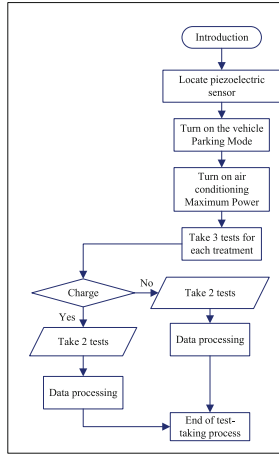 Introduction
Locate piezoelectric
sensor
Turn on the vehicle
Parking Mode
Turn on air
conditioning
Maximum Power
Take 3 tests for
each treatment
Charge
No
Take 2 tests
Yes
Take 2 tests
Data processing
Data processing
End of test-
taking process